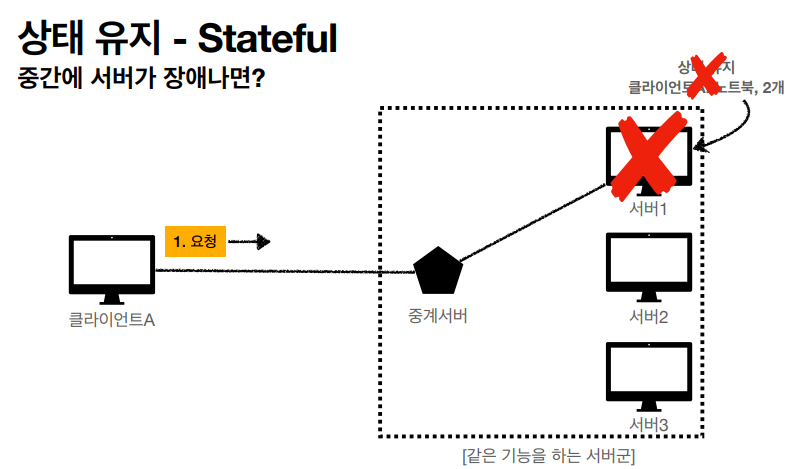 상태 유지 - Stateful
중간에 서버가 장애나면?
상태 유지
클라이언트A, 노트북, 2개
서버1
1. 요청
클라이언트A
중계서버
서버2
서버3
[같은 기능을 하는 서버군]